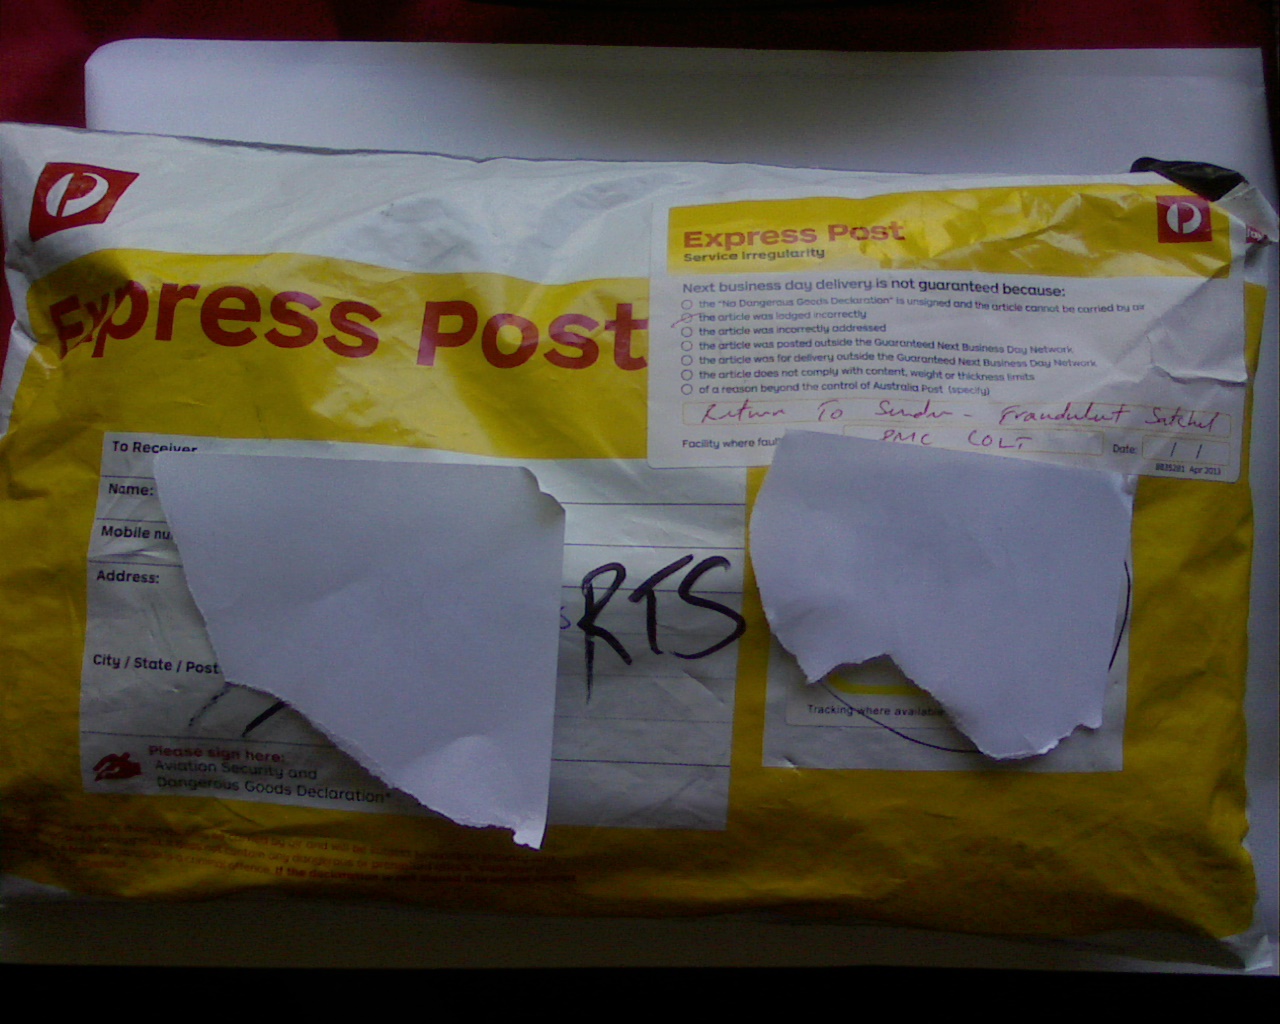 Express Post
To Receiver
Name:
Mobile nu
Address:
City / State / Post
Please sign here:
Aviation Security and
Dangerous Goods Declaration*
RTS
Express Post
Service Irregularity
Next business day delivery is not guaranteed because:
the "No Dangerous Goods Declaration" is unsigned and the article cannot be carried by air
the article was lodged incorrectly
the article was incorrectly addressed
the article was posted outside the Guaranteed Next Business Day Network
the article was for delivery outside the Guaranteed Next Business Day Network
the article does not comply with content, weight or thickness limits
of a reason beyond the control of Australia Post (specify)
Return To Sender - Fraudulent Satchel
Facility where faul PMC COLT Date: / /
8835281 Apr 2013
Tracking where available